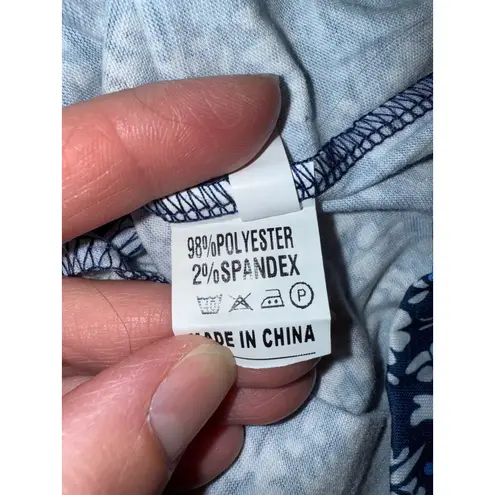 98%POLYESTER
2%SPANDEX
P
MADE IN CHINA